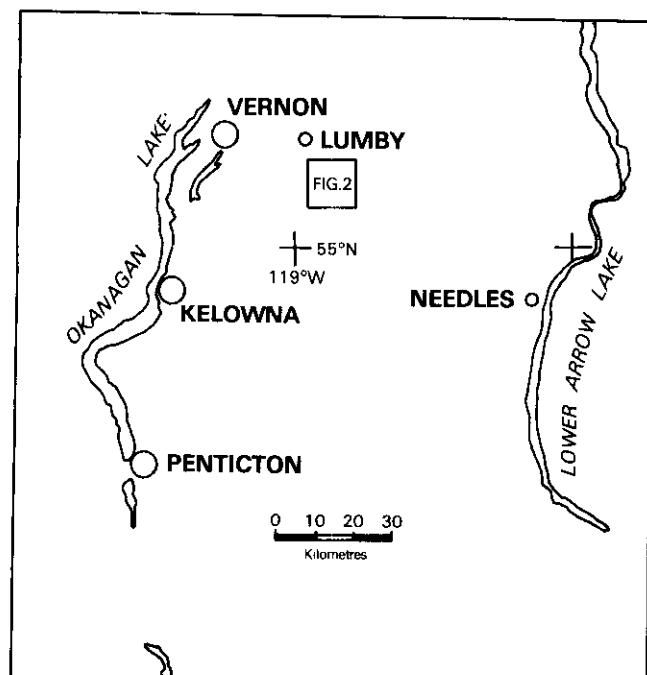 VERNON
LUMBY
LAKE
FIG.2
55°N
119°W
OKANAGAN
KELOWNA
NEEDLES
LOWER ARROW LAKE
PENTICTON
0 10 20 30
Kilometres